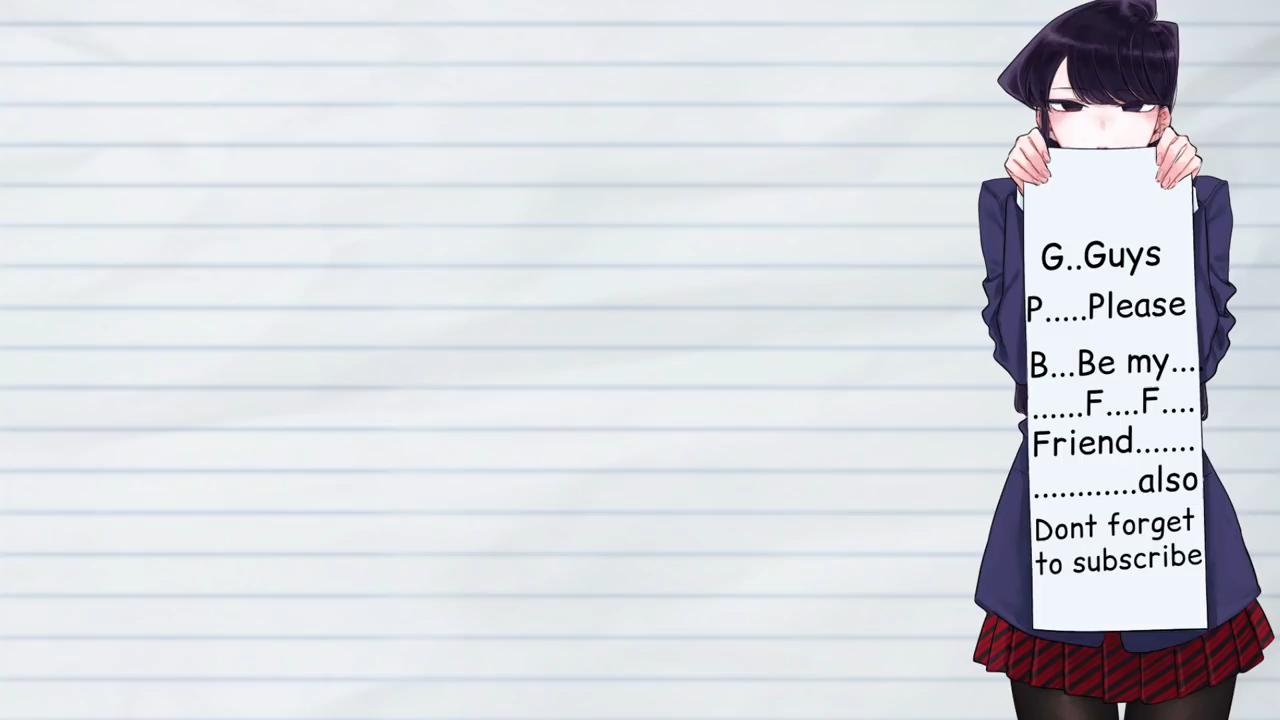 G..Guys
P.....Please
B...Be my....
......F....F....
Friend.......
............also
Dont forget
to subscribe